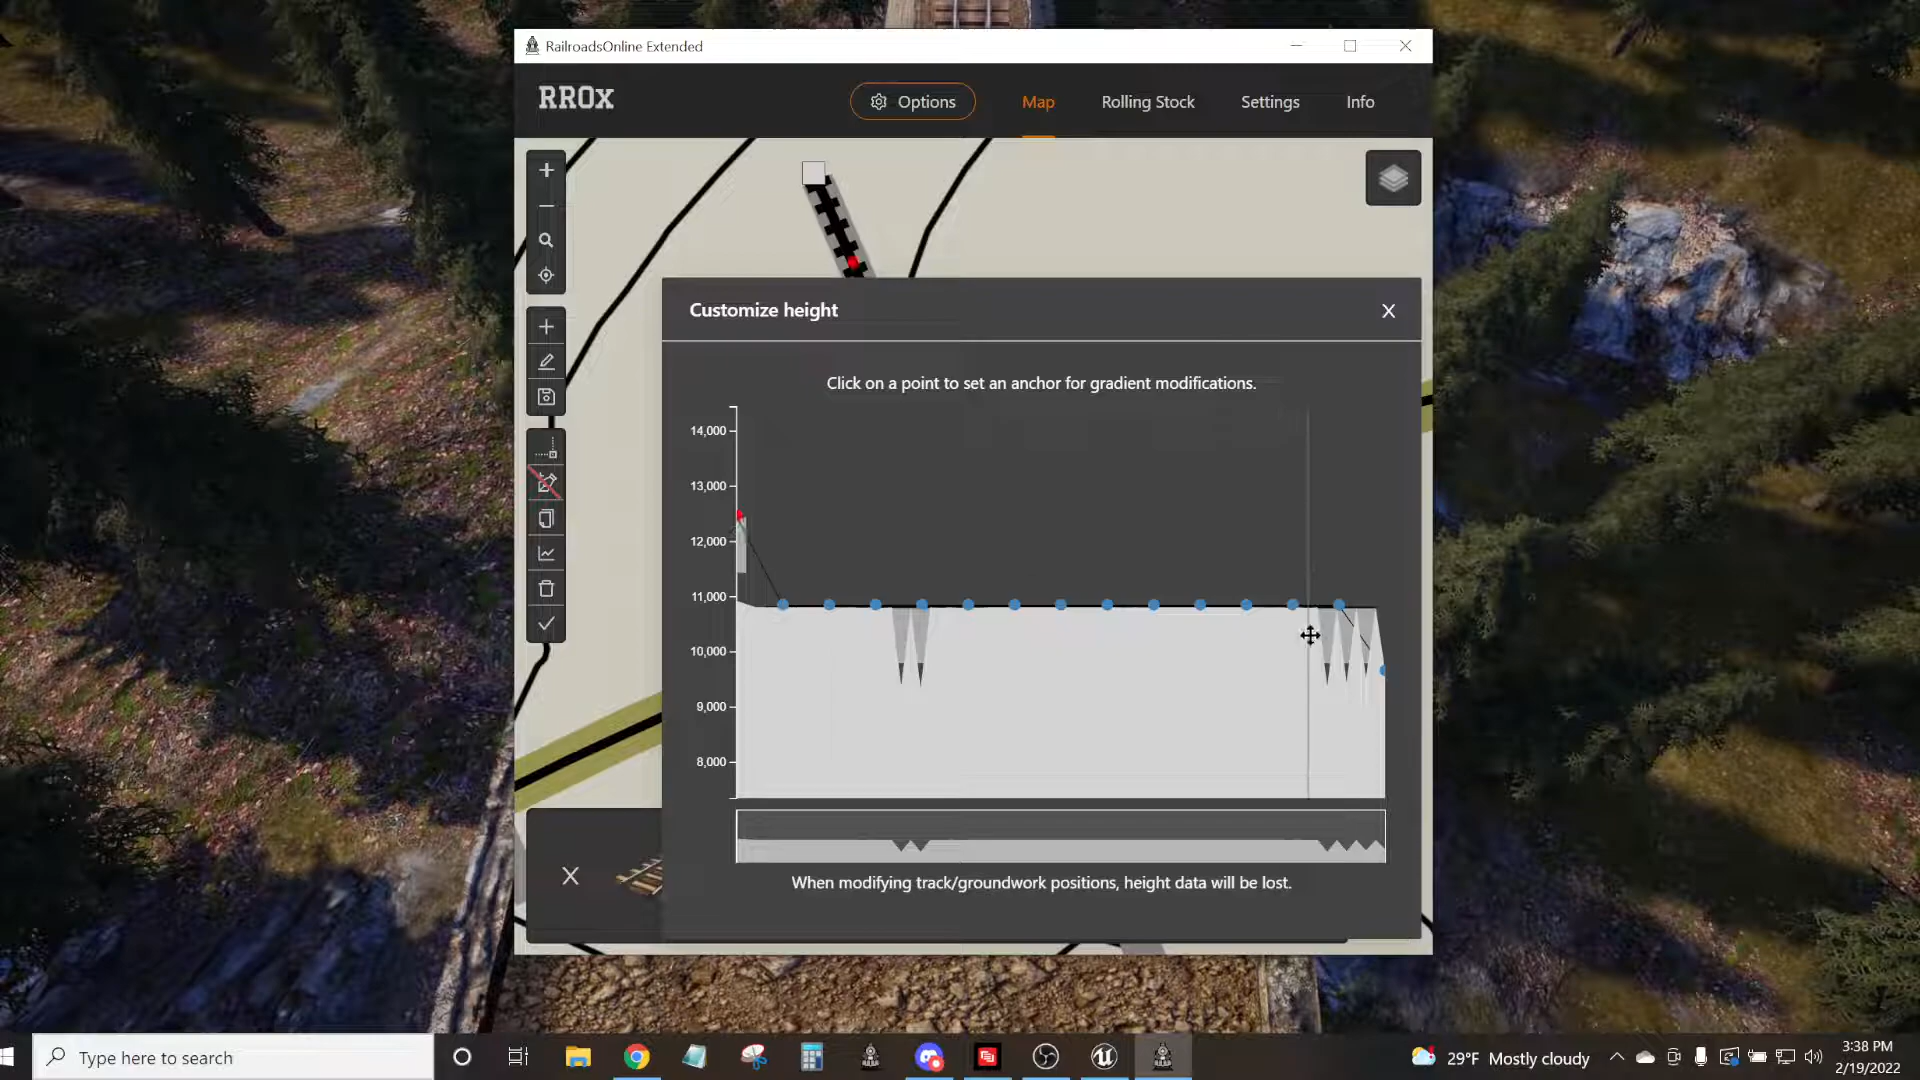 RailroadsOnline Extended
RROx
Options
Map
Rolling Stock
Settings
Info
Customize height
X
Click on a point to set an anchor for gradient modifications.
14,000
13,000
12,000
11,000
10,000
9,000
8,000
When modifying track/groundwork positions, height data will be lost.
X
Type here to search
29°F Mostly cloudy
3:38 PM
2/19/2022